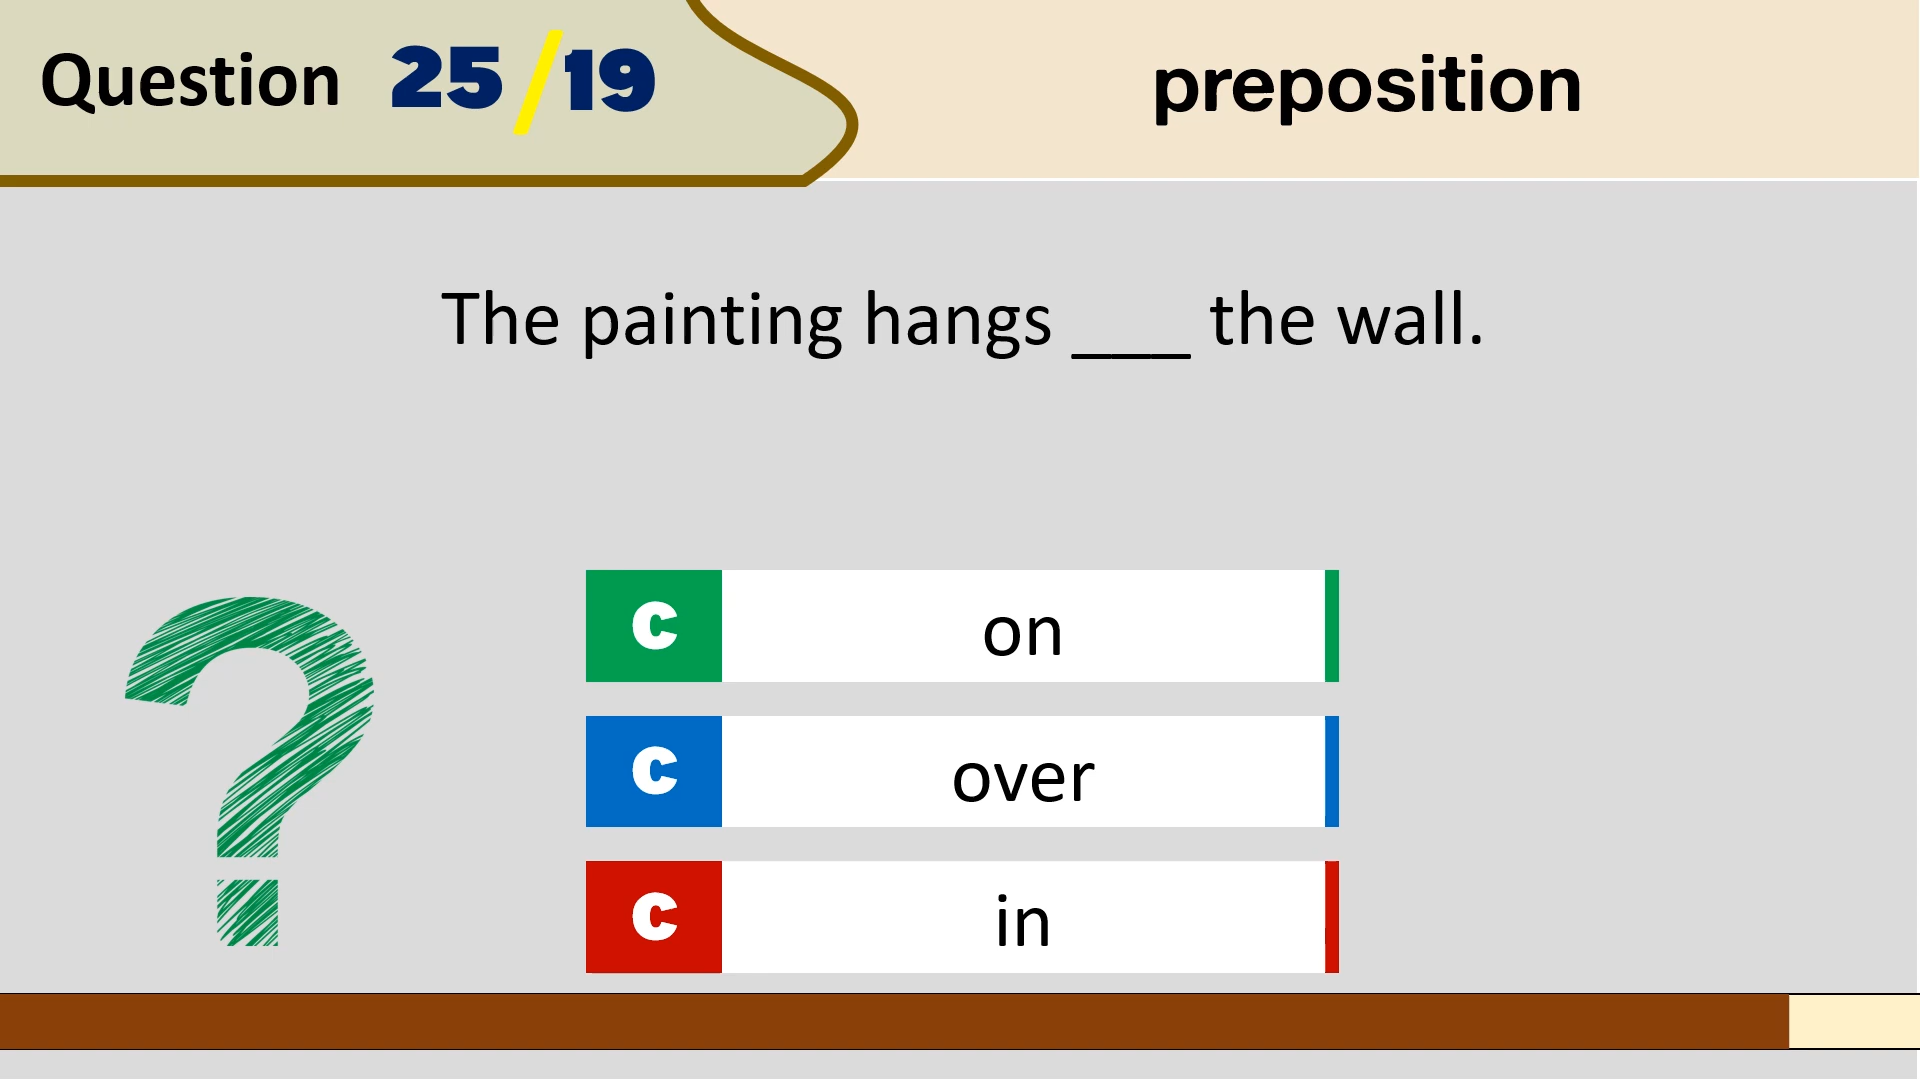 Question 25/19
preposition
The painting hangs ___ the wall.
C on
C over
C in